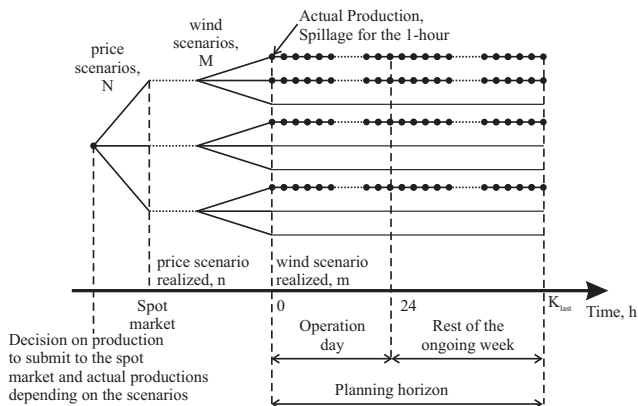 Actual Production,
Spillage for the 1-hour
wind
scenarios,
M
price
scenarios,
N
price scenario
realized, n
wind scenario
realized, m
Spot
market
0
24
K_last
Time, h
Decision on production
to submit to the spot
market and actual productions
depending on the scenarios
Operation
day
Rest of the
ongoing week
Planning horizon